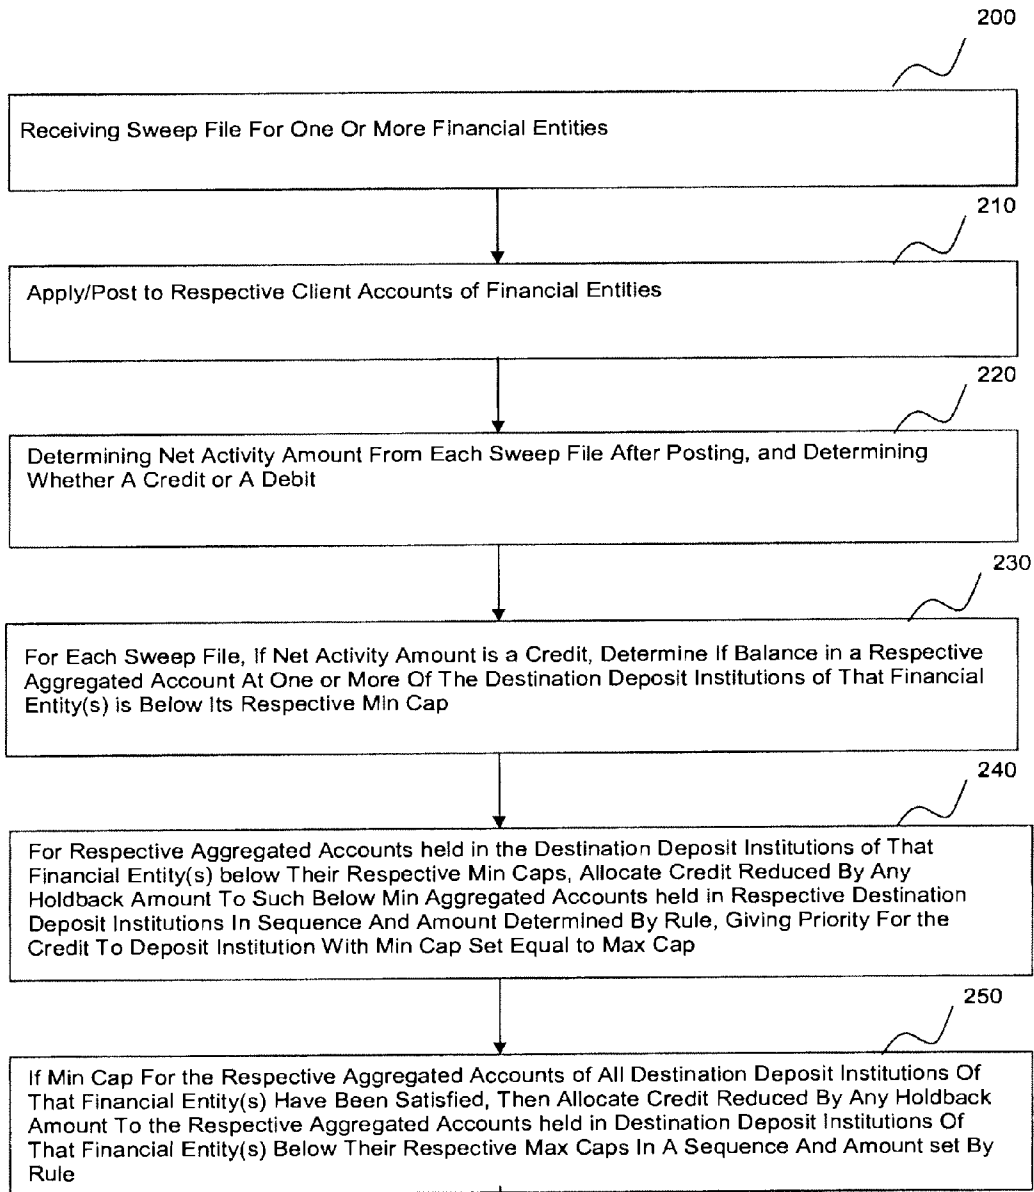 200
Receiving Sweep File For One Or More Financial Entities
210
Apply/Post to Respective Client Accounts of Financial Entities
220
Determining Net Activity Amount From Each Sweep File After Posting, and Determining
Whether A Credit or A Debit
230
For Each Sweep File, If Net Activity Amount is a Credit, Determine If Balance in a Respective
Aggregated Account At One or More Of The Destination Deposit Institutions of That Financial
Entity(s) is Below Its Respective Min Cap
240
For Respective Aggregated Accounts held in the Destination Deposit Institutions of That
Financial Entity(s) below Their Respective Min Caps, Allocate Credit Reduced By Any
Holdback Amount To Such Below Min Aggregated Accounts held in Respective Destination
Deposit Institutions In Sequence And Amount Determined By Rule, Giving Priority For the
Credit To Deposit Institution With Min Cap Set Equal to Max Cap
250
If Min Cap For the Respective Aggregated Accounts of All Destination Deposit Institutions Of
That Financial Entity(s) Have Been Satisfied, Then Allocate Credit Reduced By Any Holdback
Amount To the Respective Aggregated Accounts held in Destination Deposit Institutions Of
That Financial Entity(s) Below Their Respective Max Caps In A Sequence And Amount set By
Rule